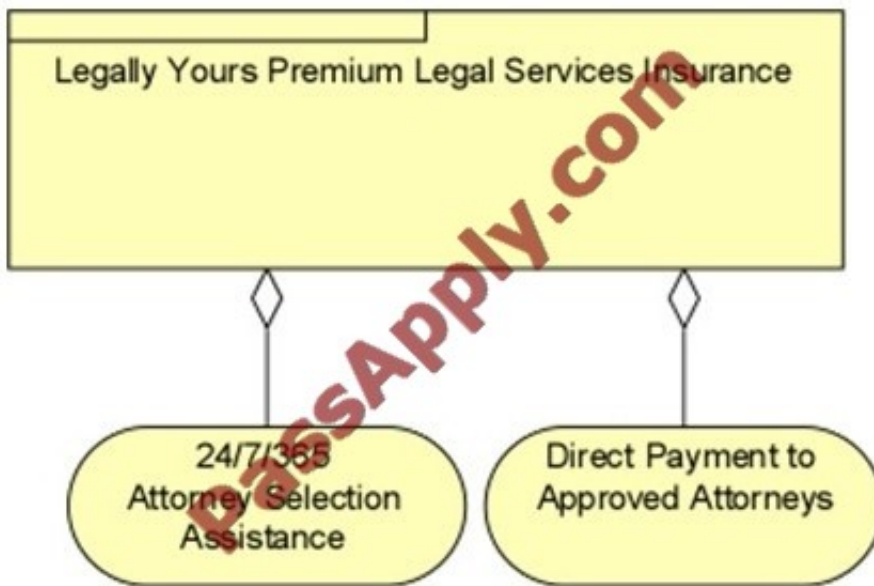 Legally Yours Premium Legal Services Insurance
PassApply.com
24/7/365
Attorney Selection
Assistance
Direct Payment to
Approved Attorneys